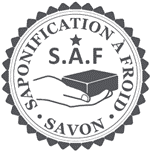 SAPONIFICATION À FROID
★
S.A.F
· SAVON ·